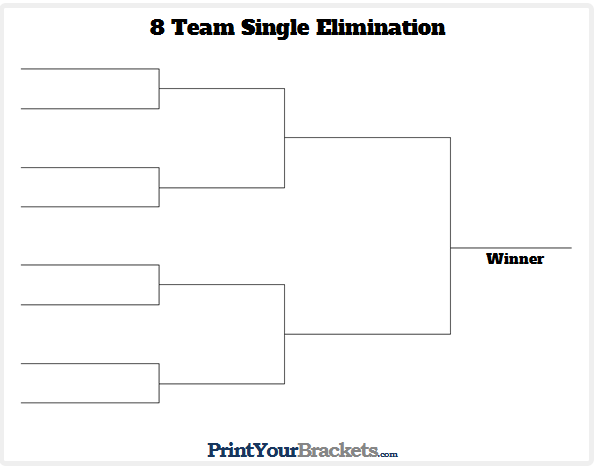 8 Team Single Elimination
Winner
PrintYourBrackets.com